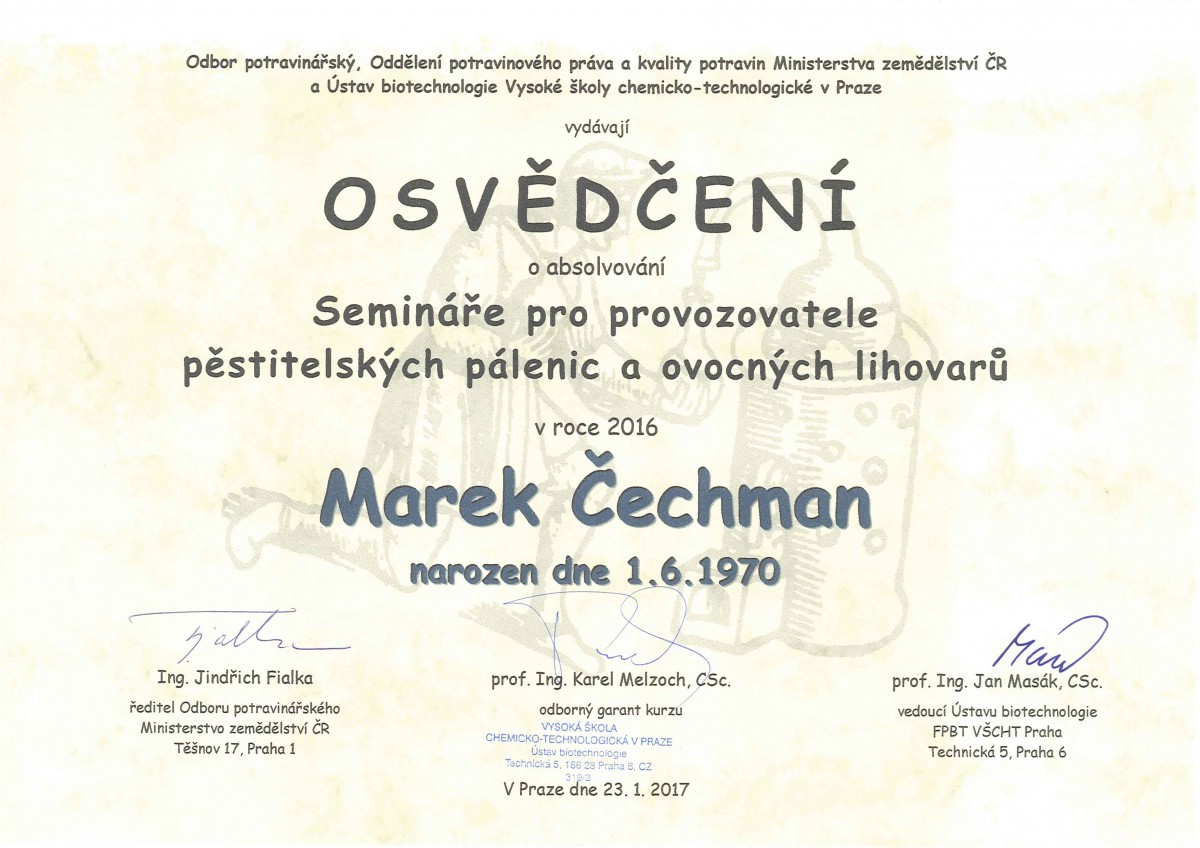 Odbor potravinářský, Oddělení potravinového práva a kvality potravin Ministerstva zemědělství ČR
a Ústav biotechnologie Vysoké školy chemicko-technologické v Praze
vydávají
OSVĚDČENÍ
o absolvování
Semináře pro provozovatele
pěstitelských pálenic a ovocných lihovarů
v roce 2016
Marek Čechman
narozen dne 1.6.1970
Ing. Jindřich Fialka
ředitel Odboru potravinářského
Ministerstvo zemědělství ČR
Těšnov 17, Praha 1
prof. Ing. Karel Melzoch, CSc.
odborný garant kurzu
VYSOKÁ ŠKOLA
CHEMICKO-TECHNOLOGICKÁ V PRAZE
Ústav biotechnologie
Technická 5, 166 28 Praha 6, CZ
319/2
V Praze dne 23. 1. 2017
prof. Ing. Jan Masák, CSc.
vedoucí Ústavu biotechnologie
FPBT VŠCHT Praha
Technická 5, Praha 6